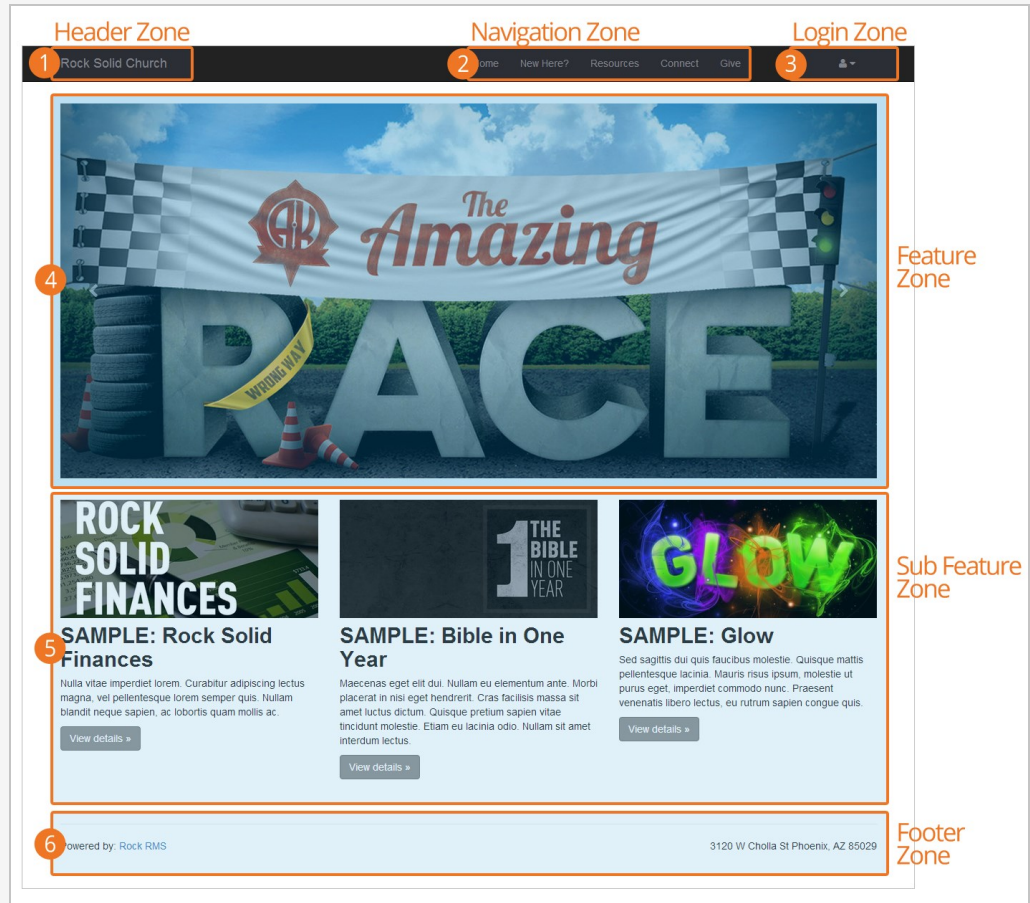 Header Zone
Navigation Zone
Login Zone
1
Rock Solid Church
2
ome
New Here?
Resources
Connect
Give
3
The
Amazing
RACE
WRONG WAY
4
Feature
Zone
ROCK
SOLID
FINANCES
1 THE
BIBLE
IN ONE
YEAR
GLOW
Sub Feature
Zone
5
SAMPLE: Rock Solid
Finances
Nulla vitae imperdiet lorem. Curabitur adipiscing lectus
magna, vel pellentesque lorem semper quis. Nullam
blandit neque sapien, ac lobortis quam mollis ac.
View details »
SAMPLE: Bible in One
Year
Maecenas eget elit dui. Nullam eu elementum ante. Morbi
placerat in nisi eget hendrerit. Cras facilisis massa sit
amet luctus dictum. Quisque pretium sapien vitae
tincidunt molestie. Etiam eu lacinia odio. Nullam sit amet
interdum lectus.
View details »
SAMPLE: Glow
Sed sagittis dui quis faucibus molestie. Quisque mattis
pellentesque lacinia. Mauris risus ipsum, molestie ut
purus eget, imperdiet commodo nunc. Praesent
venenatis libero lectus, eu rutrum sapien congue quis.
View details »
6
Powered by: Rock RMS
3120 W Cholla St Phoenix, AZ 85029
Footer
Zone